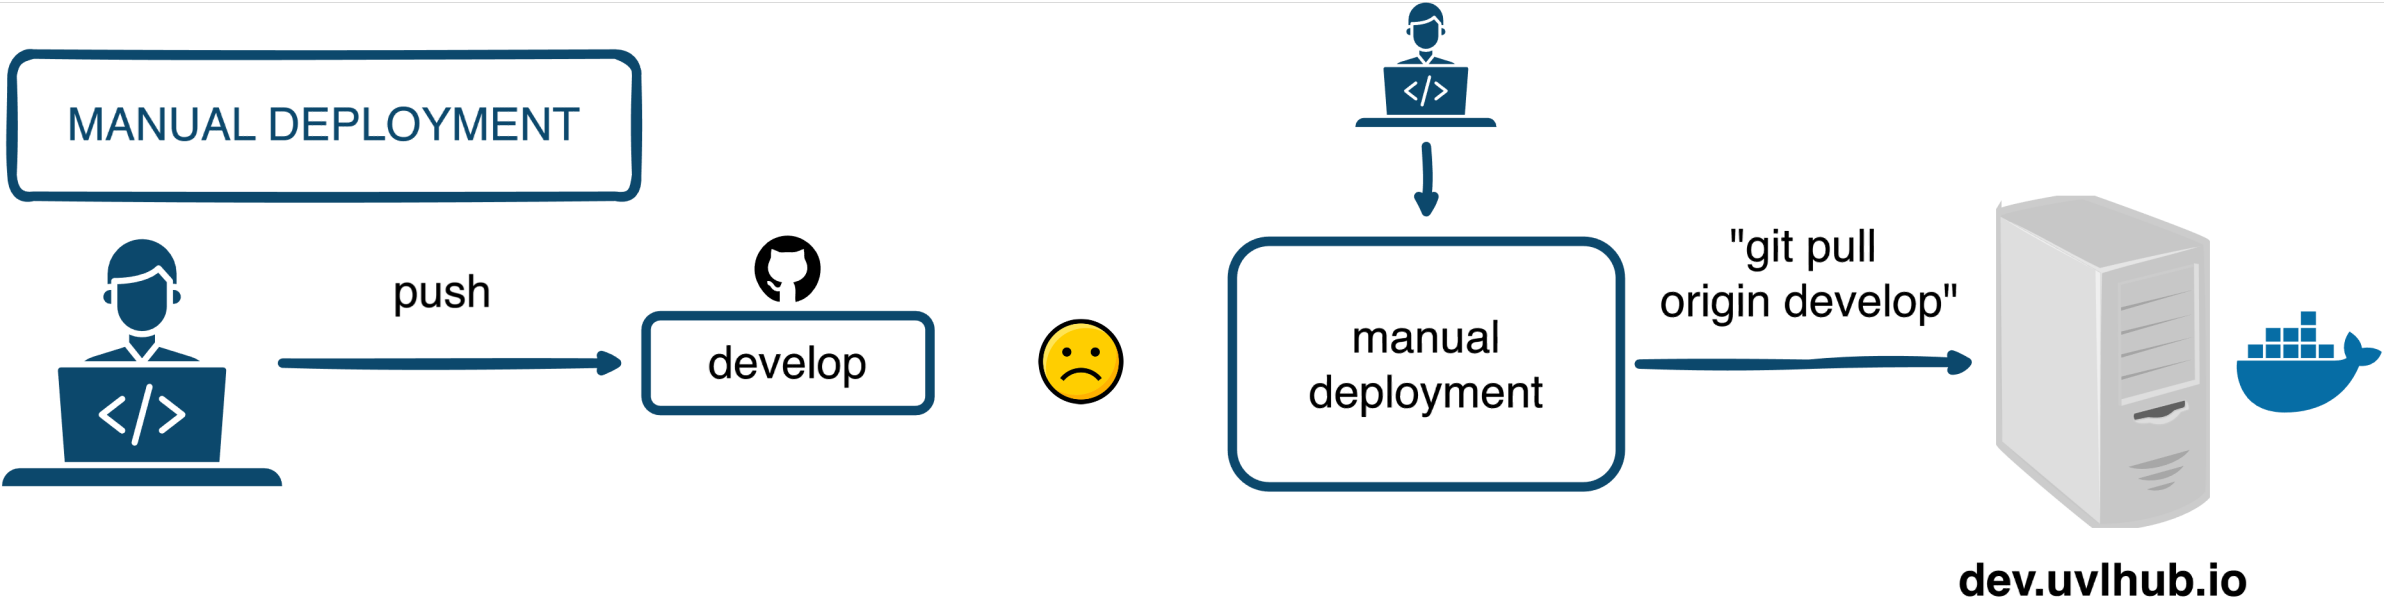 MANUAL DEPLOYMENT
</>
push
develop
</>
manual
deployment
"git pull
origin develop"
dev.uvlhub.io